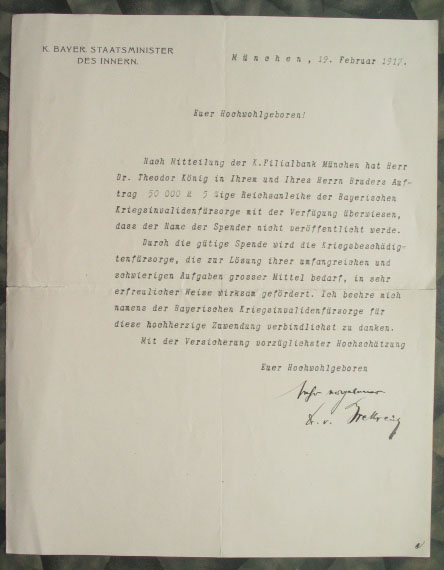 K. BAYER. STAATSMINISTER
DES INNERN.
München, 19. Februar 1917.
Euer Hochwohlgeboren!
Nach Mitteilung der K.Filialbank München hat Herr
Dr. Theodor König in Ihrem und Ihres Herrn Bruders Auf-
trag 50 000 M 5 %ige Reichsanleihe der Bayerischen
Kriegsinvalidenfürsorge mit der Verfügung überwiesen,
dass der Name der Spender nicht veröffentlicht werde.
Durch die gütige Spende wird die Kriegsbeschädig-
tenfürsorge, die zur Lösung ihrer umfangreichen und
schwierigen Aufgaben grosser Mittel bedarf, in sehr
erfreulicher Weise wirksam gefördert. Ich beehre mich
namens der Bayerischen Kriegsinvalidenfürsorge für
diese hochherzige Zuwendung verbindlichst zu danken.
Mit der Versicherung vorzüglichster Hochschätzung
Euer Hochwohlgeboren
sehr ergebener
Dr. v.